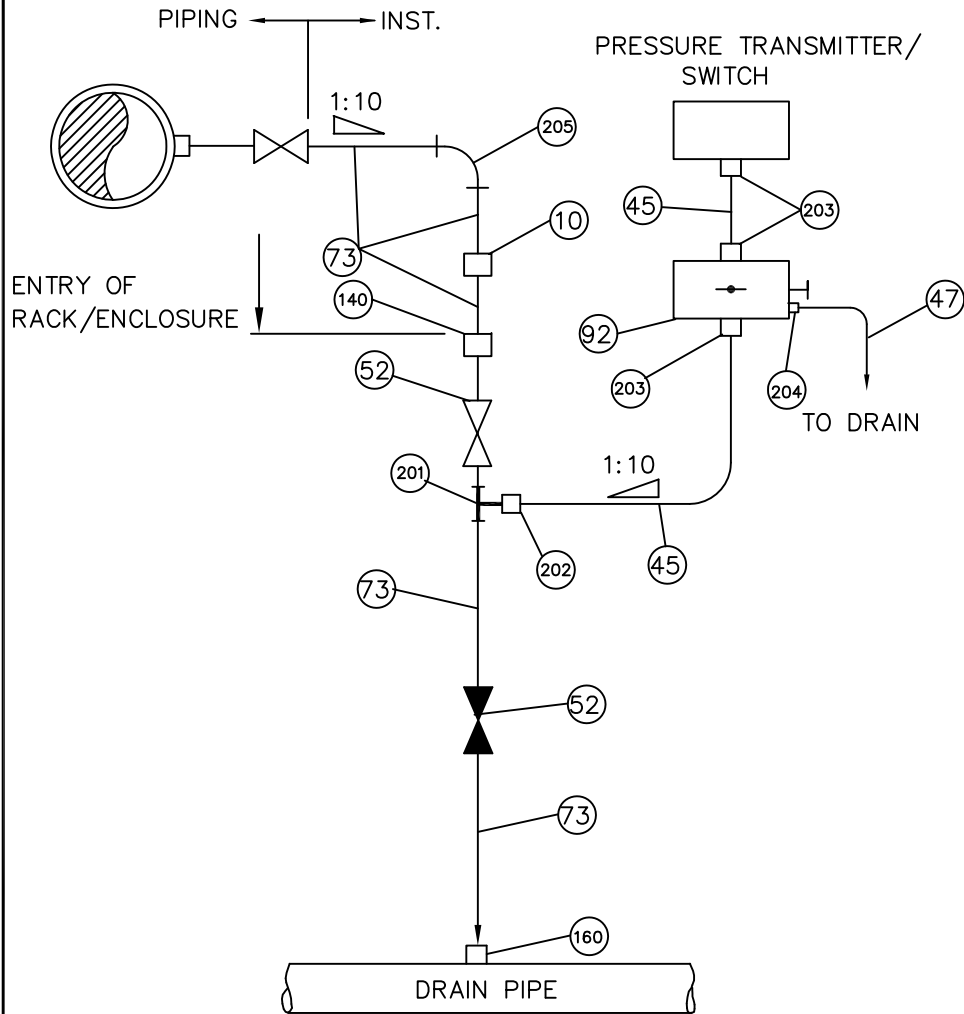 PIPING INST.
PRESSURE TRANSMITTER/
SWITCH
1:10
205
45
203
10
73
ENTRY OF
RACK/ENCLOSURE
140
47
92
52
203
204
TO DRAIN
201
1:10
202
45
73
52
73
160
DRAIN PIPE